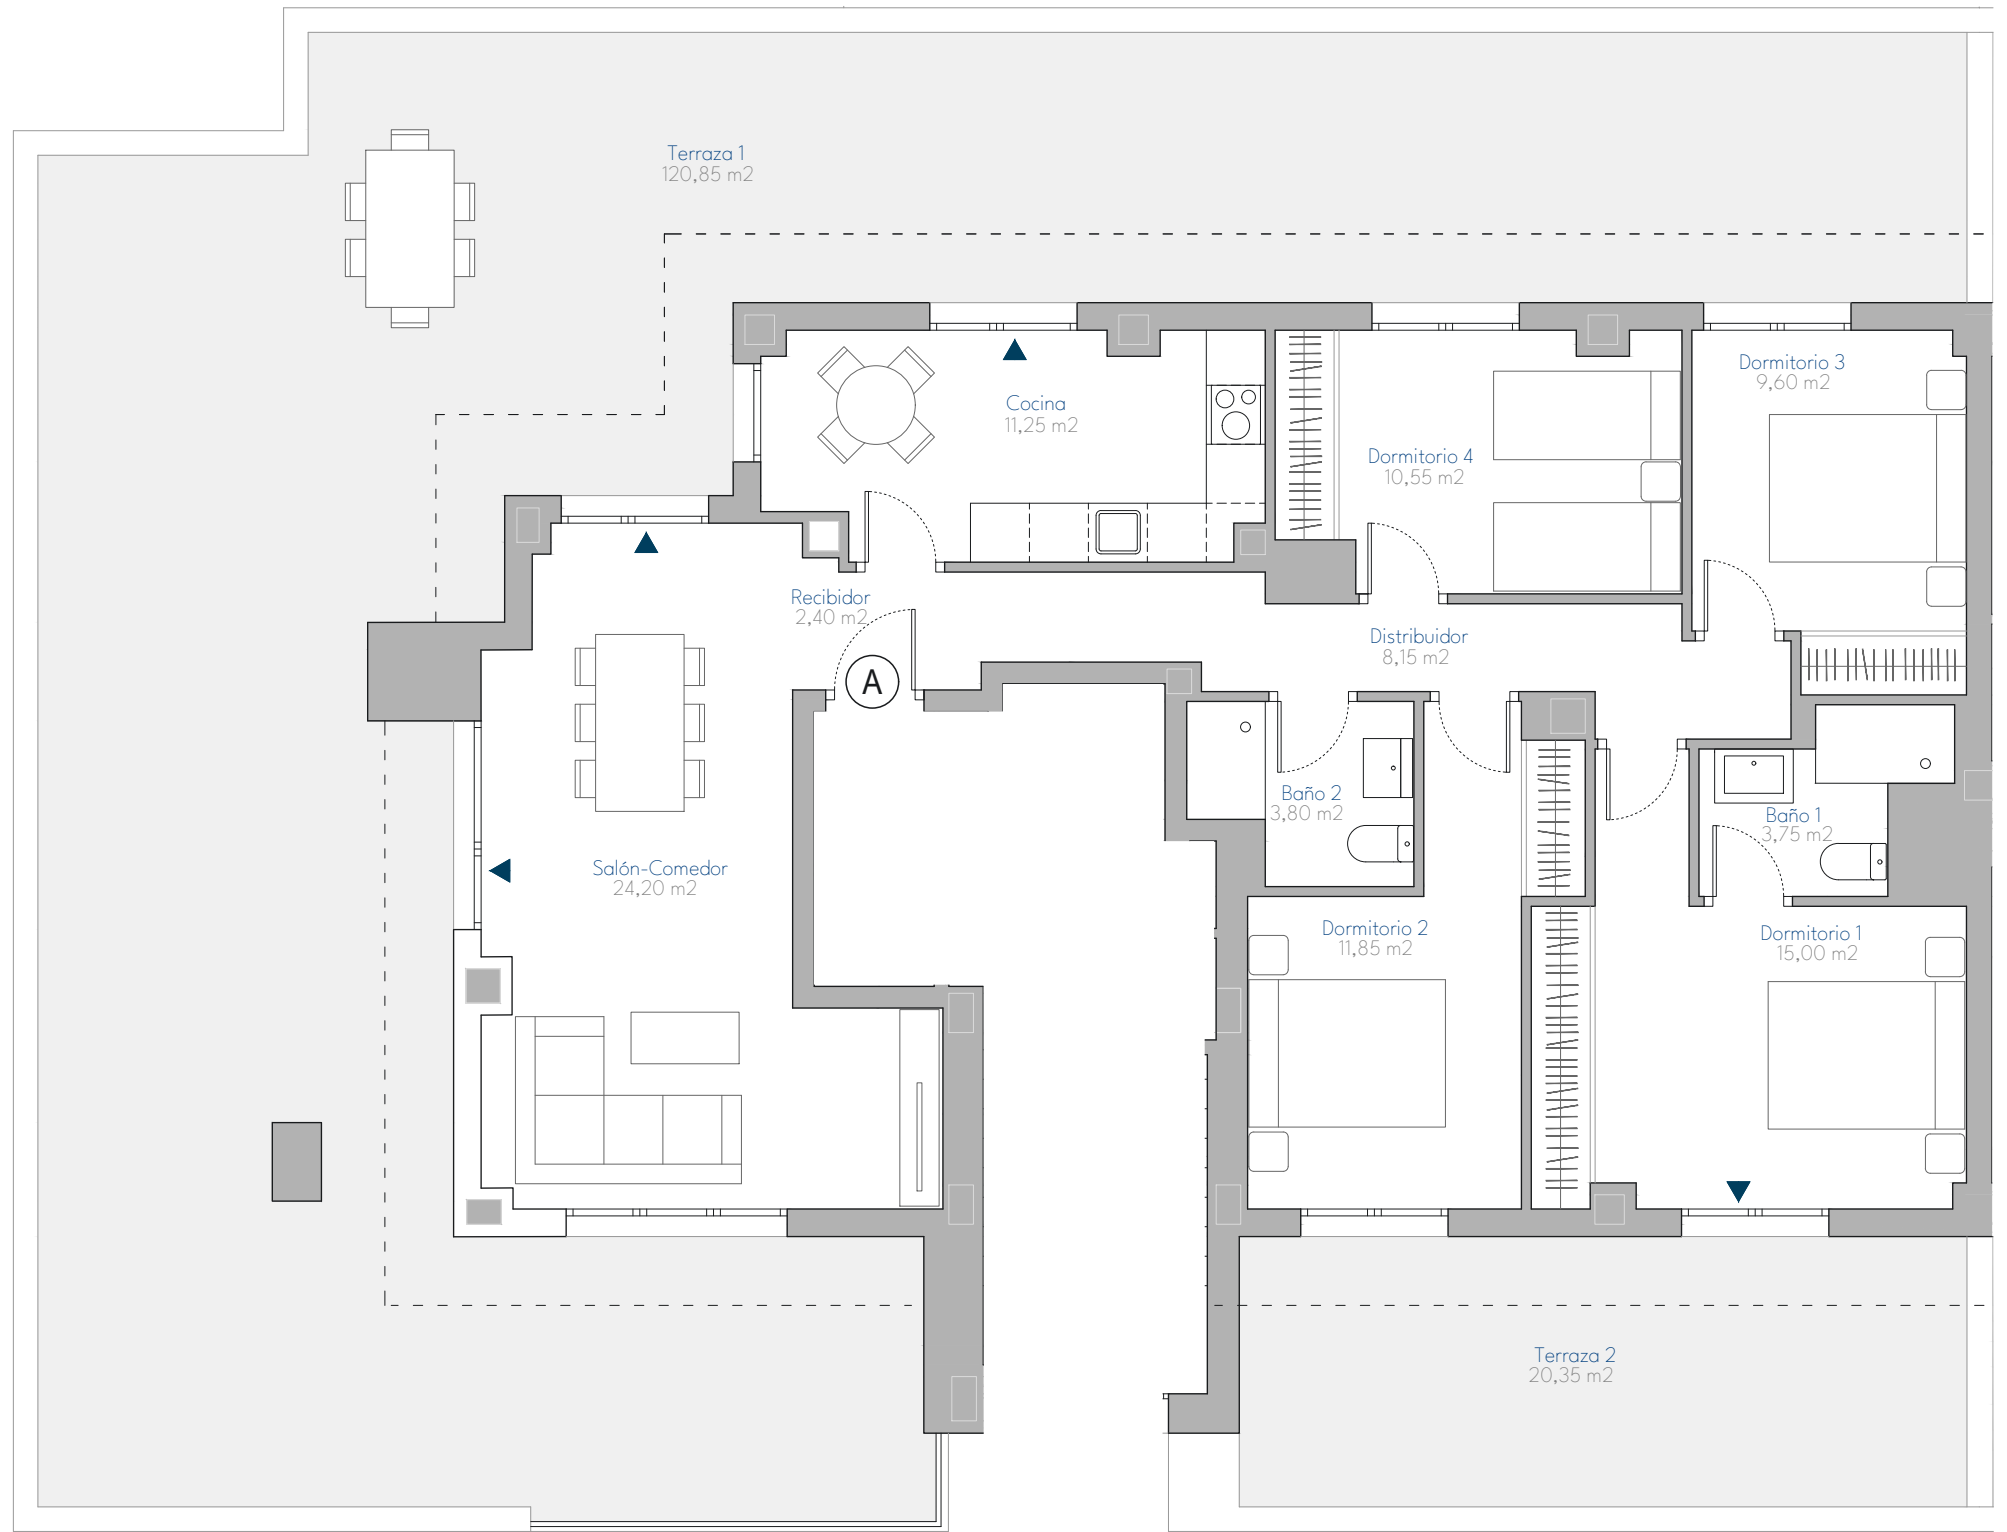 Terraza 1
120,85 m2
Dormitorio 3
9,60 m2
Cocina
11,25 m2
Dormitorio 4
10,55 m2
Recibidor
2,40 m2
Distribuidor
8,15 m2
A
Baño 2
3,80 m2
Baño 1
3,75 m2
Salón-Comedor
24,20 m2
Dormitorio 2
11,85 m2
Dormitorio 1
15,00 m2
Terraza 2
20,35 m2